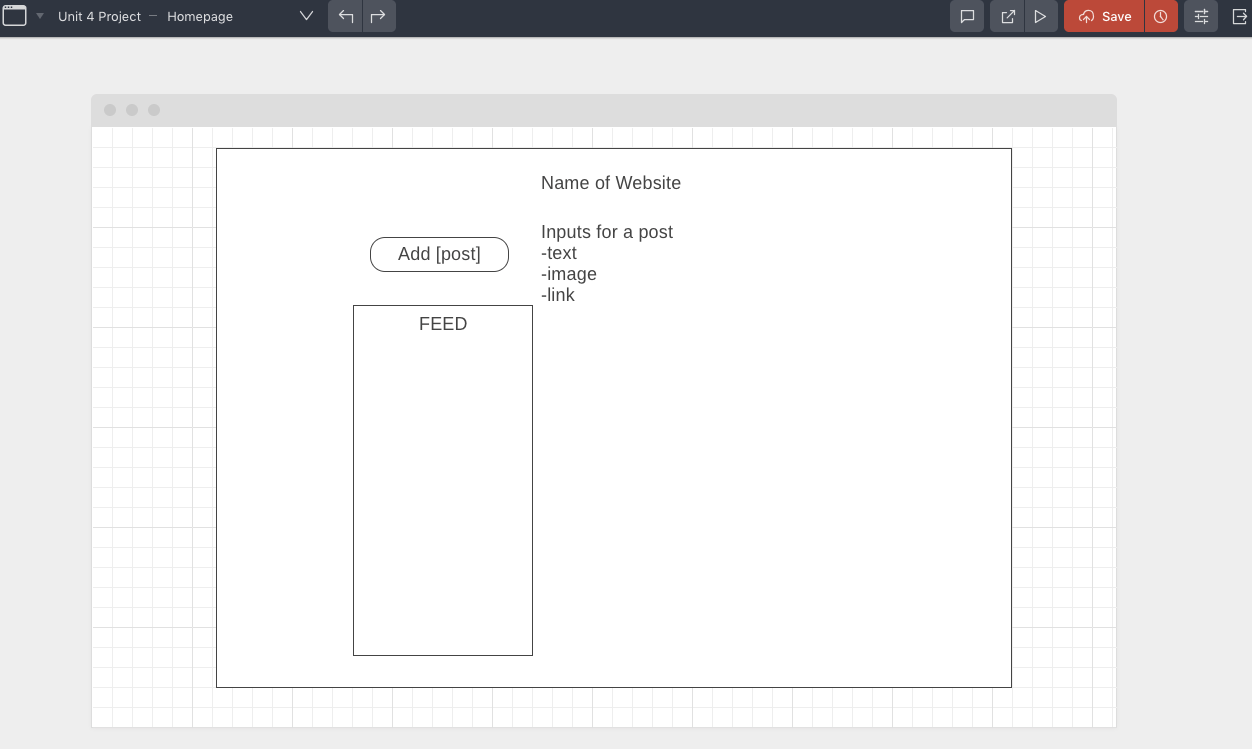 Unit 4 Project – Homepage
Save
Name of Website
Inputs for a post
-text
-image
-link
Add [post]
FEED